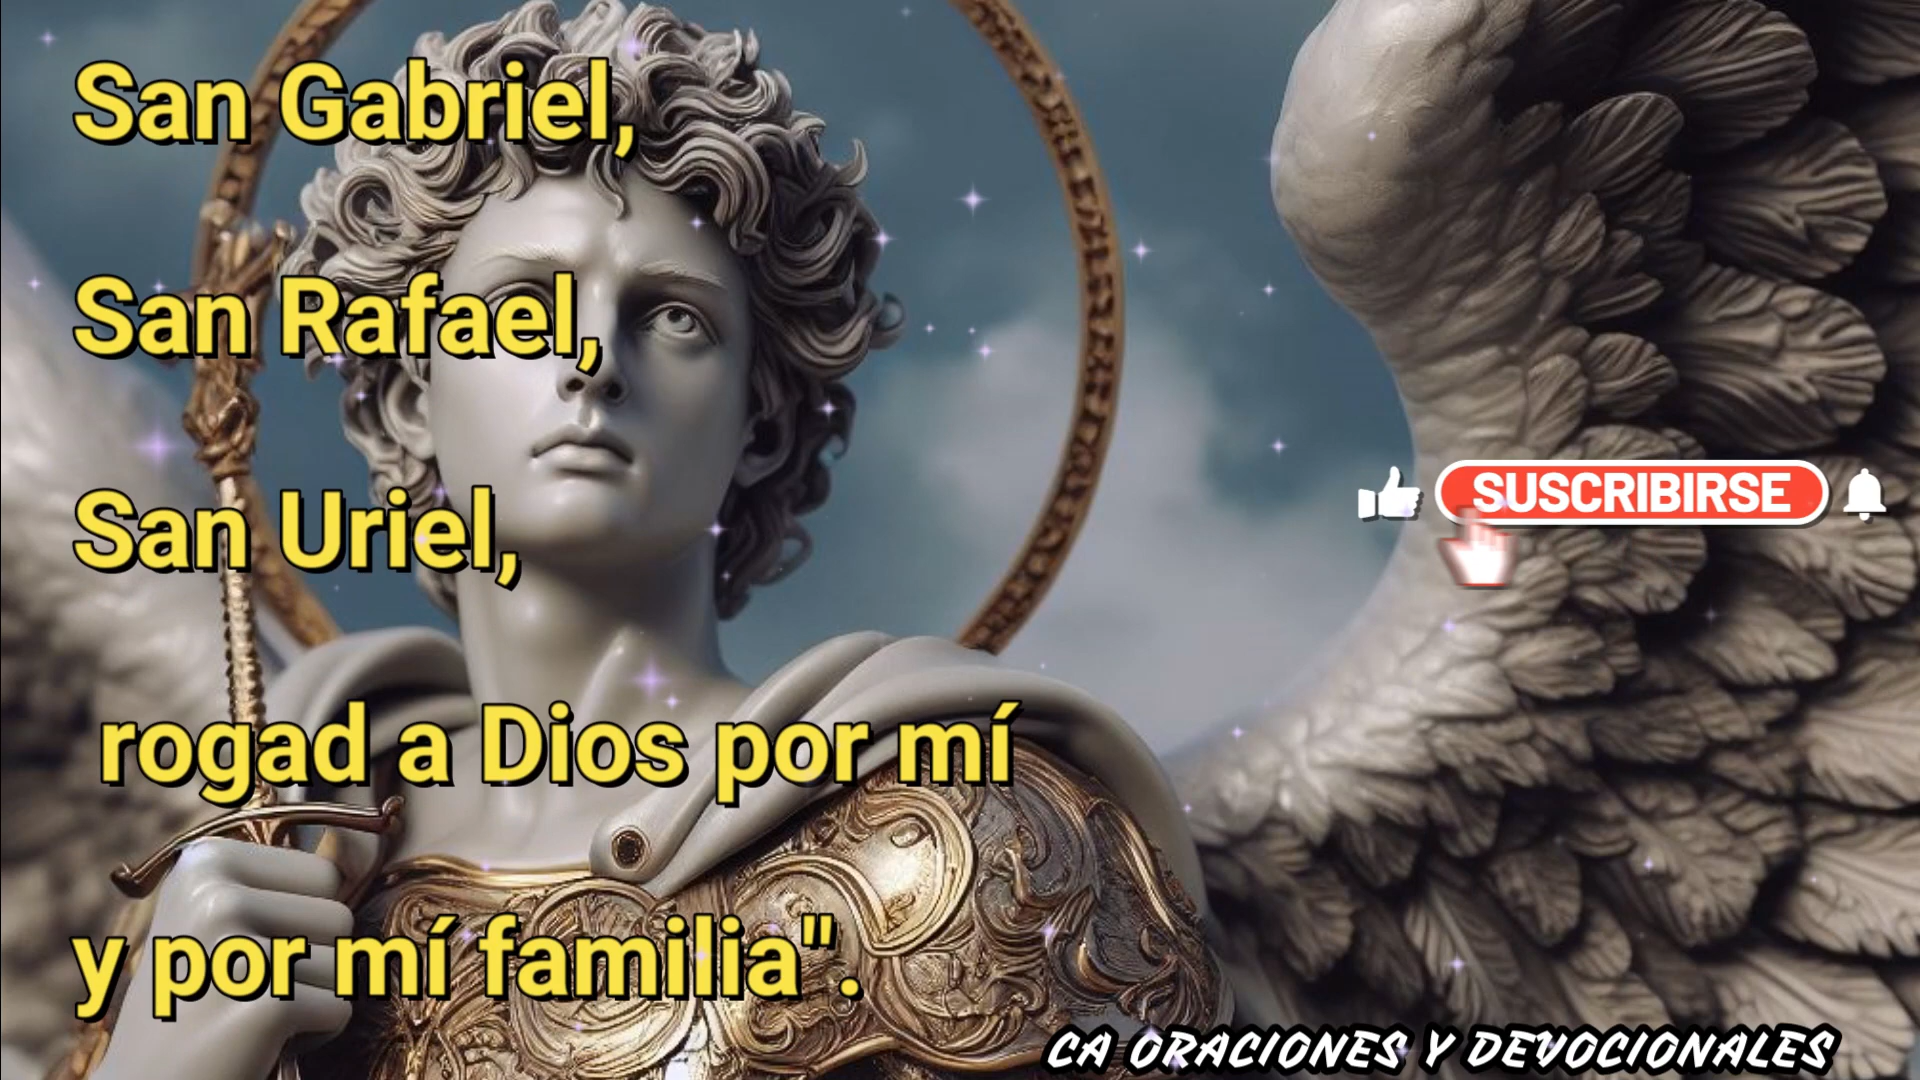 San Gabriel,
San Rafael,
San Uriel,
rogad a Dios por mí
y por mí familia".
SUSCRIBIRSE
CA ORACIONES Y DEVOCIONALES